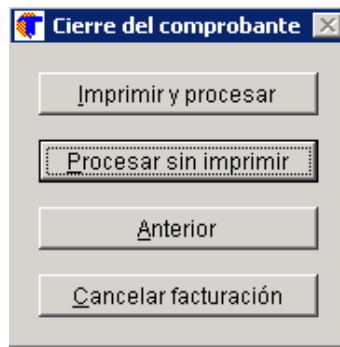 Cierre del comprobante
Imprimir y procesar
Procesar sin imprimir
Anterior
Cancelar facturación